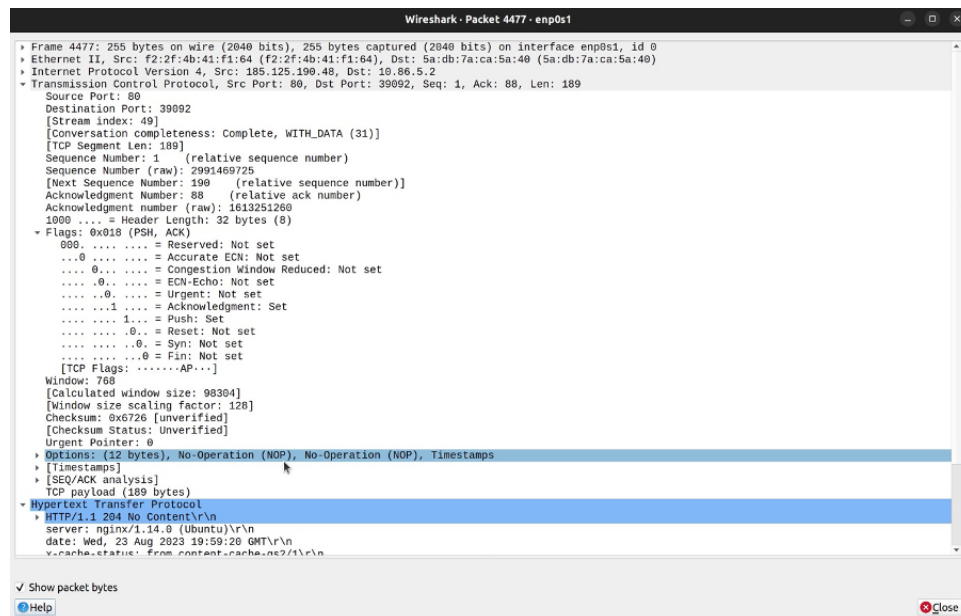 Wireshark · Packet 4477 · enp0s1
Frame 4477: 255 bytes on wire (2040 bits), 255 bytes captured (2040 bits) on interface enp0s1, id 0
Ethernet II, Src: f2:2f:4b:41:f1:64 (f2:2f:4b:41:f1:64), Dst: 5a:db:7a:ca:5a:40 (5a:db:7a:ca:5a:40)
Internet Protocol Version 4, Src: 185.125.190.48, Dst: 10.86.5.2
Transmission Control Protocol, Src Port: 80, Dst Port: 39092, Seq: 1, Ack: 88, Len: 189
Source Port: 80
Destination Port: 39092
[Stream index: 49]
[Conversation completeness: Complete, WITH_DATA (31)]
[TCP Segment Len: 189]
Sequence Number: 1    (relative sequence number)
Sequence Number (raw): 2991469725
[Next Sequence Number: 190    (relative sequence number)]
Acknowledgment Number: 88    (relative ack number)
Acknowledgment number (raw): 1613251260
1000 .... = Header Length: 32 bytes (8)
Flags: 0x018 (PSH, ACK)
000. .... .... = Reserved: Not set
...0 .... .... = Accurate ECN: Not set
.... 0... .... = Congestion Window Reduced: Not set
.... .0.. .... = ECN-Echo: Not set
.... ..0. .... = Urgent: Not set
.... ...1 .... = Acknowledgment: Set
.... .... 1... = Push: Set
.... .... .0.. = Reset: Not set
.... .... ..0. = Syn: Not set
.... .... ...0 = Fin: Not set
[TCP Flags: ·······AP···]
Window: 768
[Calculated window size: 98304]
[Window size scaling factor: 128]
Checksum: 0x6726 [unverified]
[Checksum Status: Unverified]
Urgent Pointer: 0
Options: (12 bytes), No-Operation (NOP), No-Operation (NOP), Timestamps
[Timestamps]
[SEQ/ACK analysis]
TCP payload (189 bytes)
Hypertext Transfer Protocol
HTTP/1.1 204 No Content\r\n
server: nginx/1.14.0 (Ubuntu)\r\n
date: Wed, 23 Aug 2023 19:59:20 GMT\r\n
x-cache-status: from content-cache-gs2/1\r\n
Show packet bytes
Help
Close